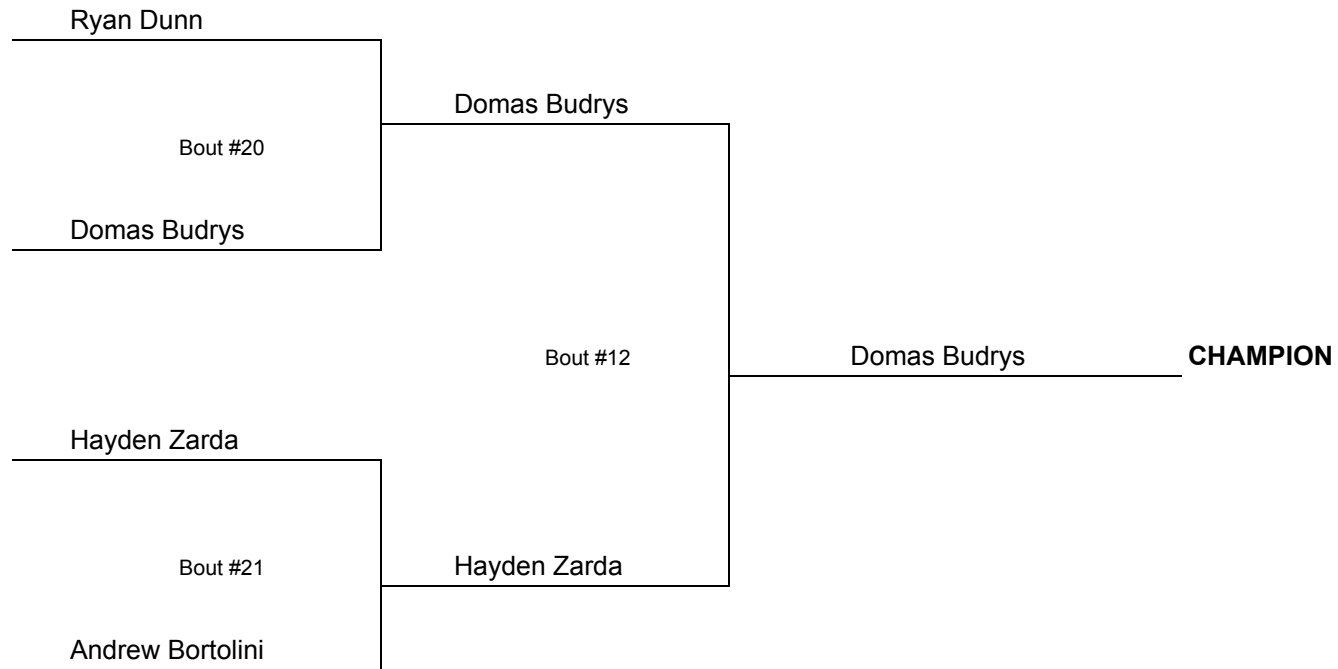 Ryan Dunn
Domas Budrys
Bout #20
Domas Budrys
Bout #12
Domas Budrys
CHAMPION
Hayden Zarda
Bout #21
Hayden Zarda
Andrew Bortolini